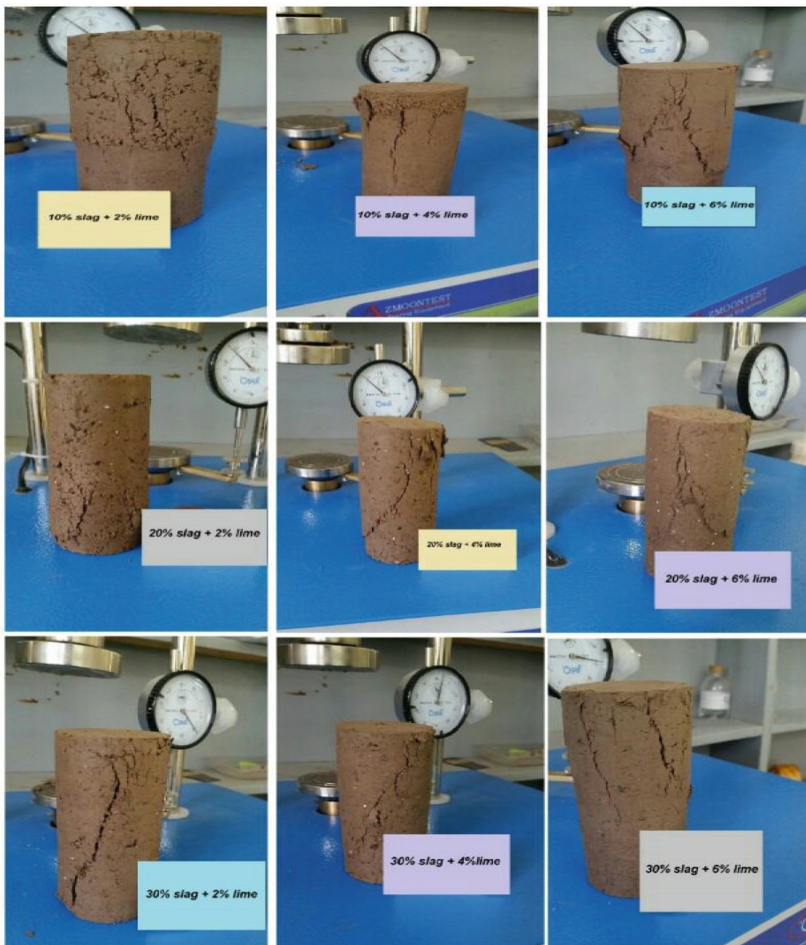 10% slag + 2% lime
10% slag + 4% lime
10% slag + 6% lime
AZMOONTEST
ZMOONTEST
20% slag + 2% lime
20% slag + 4% lime
20% slag + 6% lime
30% slag + 2% lime
30% slag + 4%lime
30% slag + 6% lime